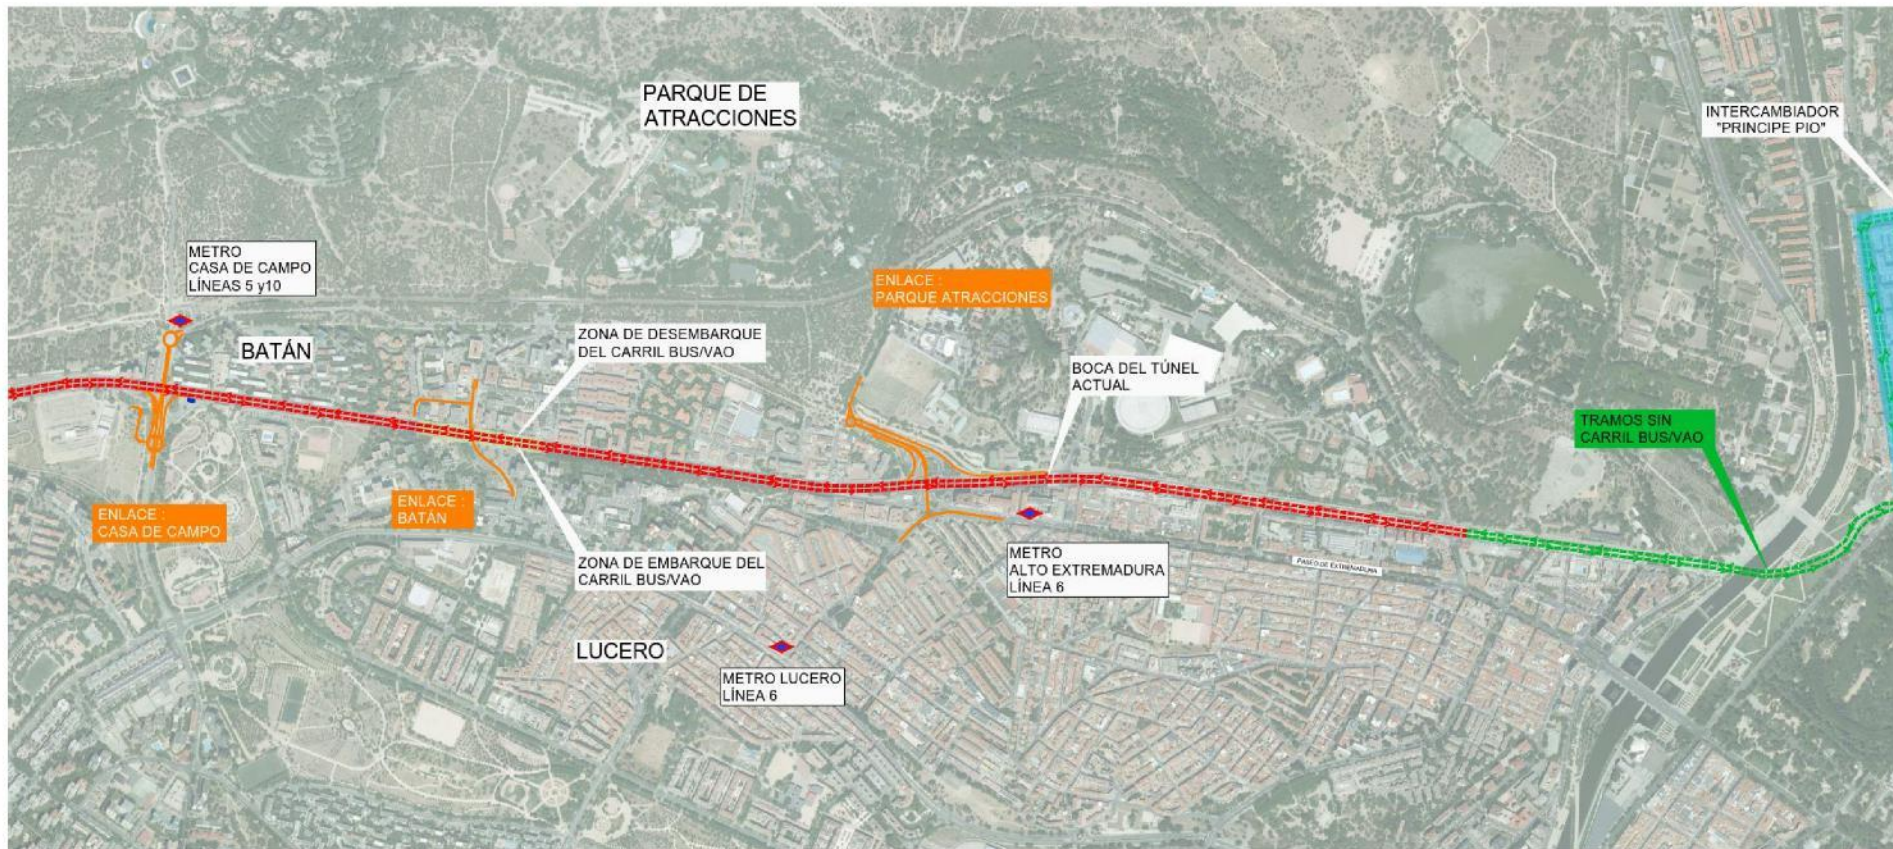 PARQUE DE
ATRACCIONES
INTERCAMBIADOR
"PRINCIPE PIO"
METRO
CASA DE CAMPO
LÍNEAS 5 y10
ENLACE :
PARQUE ATRACCIONES
BATÁN
ZONA DE DESEMBARQUE
DEL CARRIL BUS/VAO
BOCA DEL TÚNEL
ACTUAL
TRAMOS SIN
CARRIL BUS/VAO
ENLACE :
CASA DE CAMPO
ENLACE :
BATÁN
ZONA DE EMBARQUE DEL
CARRIL BUS/VAO
METRO
ALTO EXTREMADURA
LÍNEA 6
PASEO DE EXTREMADURA
LUCERO
METRO LUCERO
LÍNEA 6